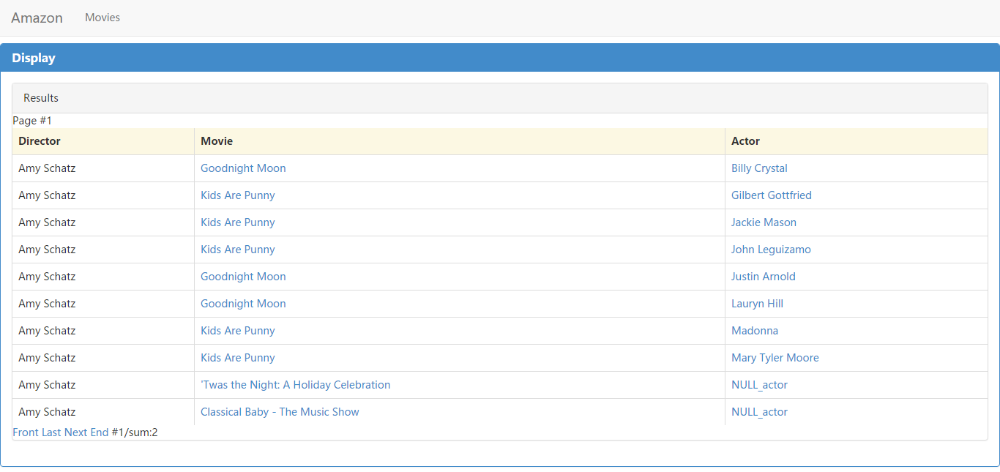 Amazon Movies
Display
Results
Page #1
Director Movie Actor
Amy Schatz Goodnight Moon Billy Crystal
Amy Schatz Kids Are Punny Gilbert Gottfried
Amy Schatz Kids Are Punny Jackie Mason
Amy Schatz Kids Are Punny John Leguizamo
Amy Schatz Goodnight Moon Justin Arnold
Amy Schatz Goodnight Moon Lauryn Hill
Amy Schatz Kids Are Punny Madonna
Amy Schatz Kids Are Punny Mary Tyler Moore
Amy Schatz 'Twas the Night: A Holiday Celebration NULL_actor
Amy Schatz Classical Baby - The Music Show NULL_actor
Front Last Next End #1/sum:2